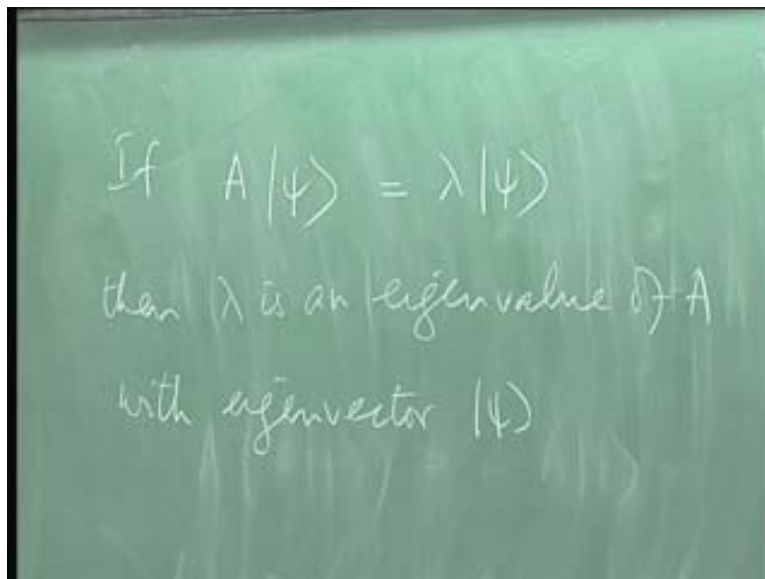 If A|ψ⟩ = λ|ψ⟩
then λ is an eigenvalue of A
with eigenvector |ψ⟩